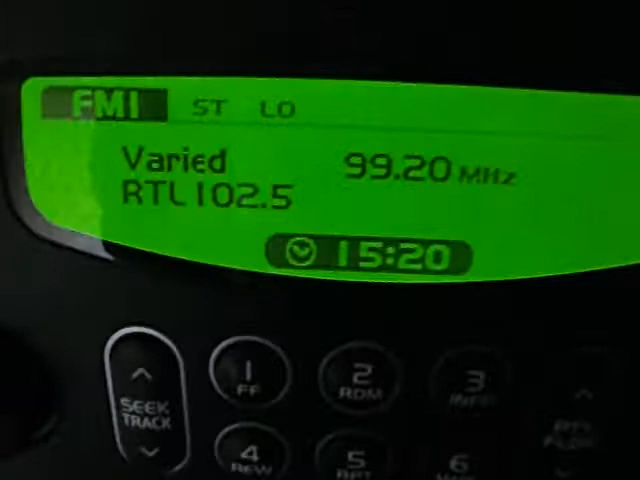 FM1 ST LO
Varied 99.20 MHz
RTL102.5
15:20
SEEK
TRACK
1
FF
2
RDM
3
4
REW
5
RPT
6